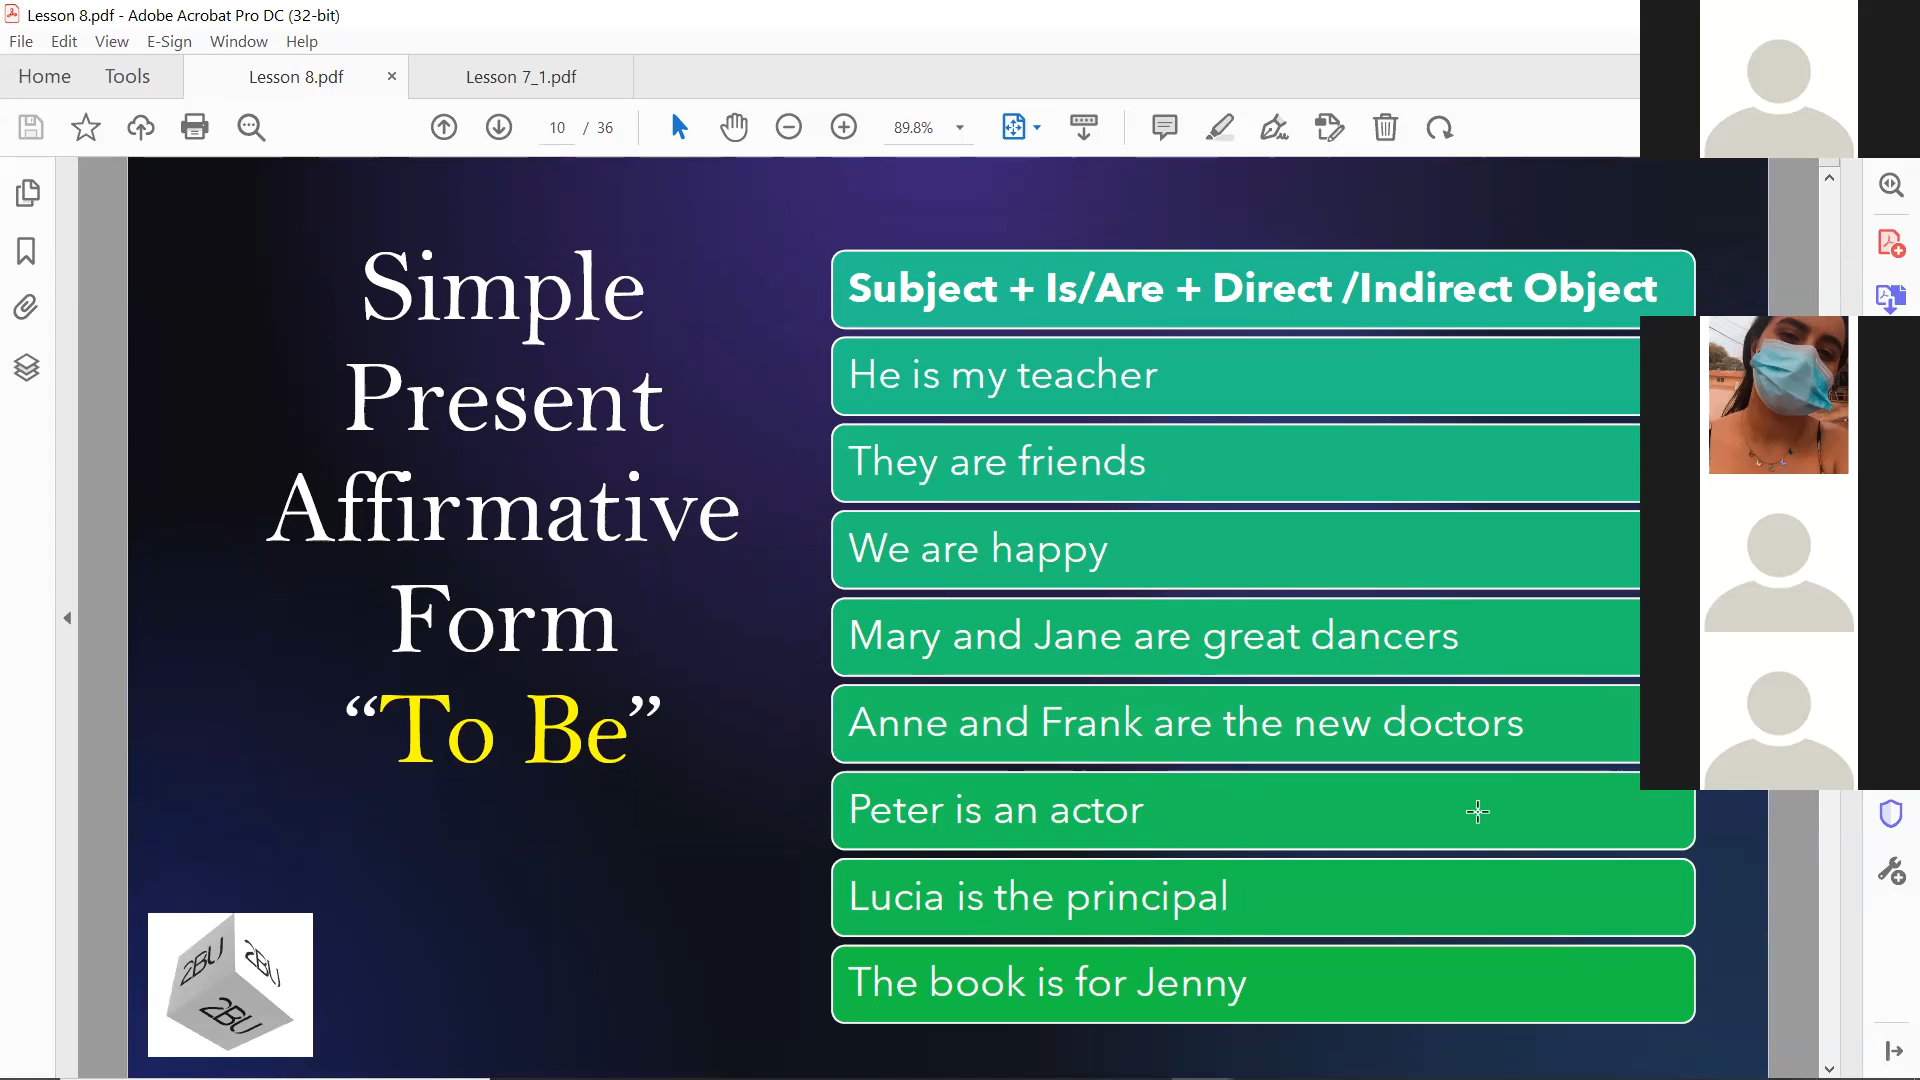 Lesson 8.pdf - Adobe Acrobat Pro DC (32-bit)
File Edit View E-Sign Window Help
Home Tools Lesson 8.pdf × Lesson 7_1.pdf
10 / 36 89.8%
Simple
Present
Affirmative
Form
“To Be”
Subject + Is/Are + Direct /Indirect Object
He is my teacher
They are friends
We are happy
Mary and Jane are great dancers
Anne and Frank are the new doctors
Peter is an actor
Lucia is the principal
The book is for Jenny
2BU 2BU
2BU